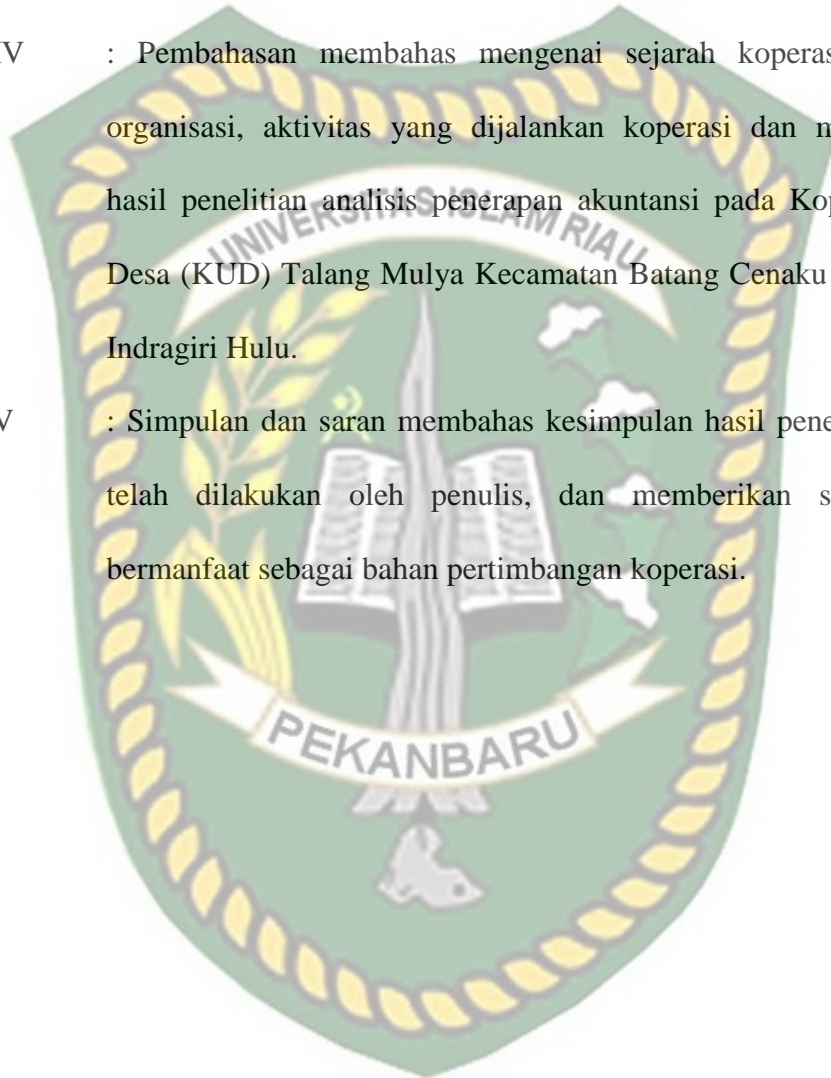 V : Pembahasan membahas mengenai sejarah koperas
organisasi, aktivitas yang dijalankan koperasi dan m
hasil penelitian analisis penerapan akuntansi pada Kop
UNIVERSITAS ISLAM RIAU
Desa (KUD) Talang Mulya Kecamatan Batang Cenaku
Indragiri Hulu.
V : Simpulan dan saran membahas kesimpulan hasil pene
telah dilakukan oleh penulis, dan memberikan s
bermanfaat sebagai bahan pertimbangan koperasi.
PEKANBARU